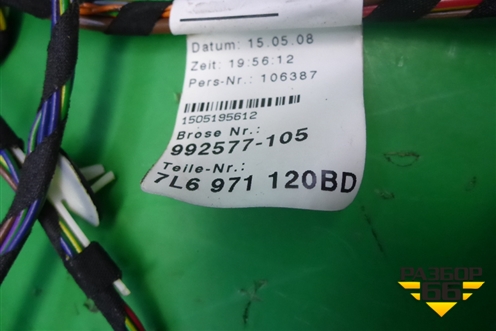 Datum: 15.05.08
Zeit: 19:56:12
Pers-Nr.: 106387
1505195612
Brose Nr.:
992577-105
Teile-Nr.:
7L6 971 120BD
РАЗБОР
66